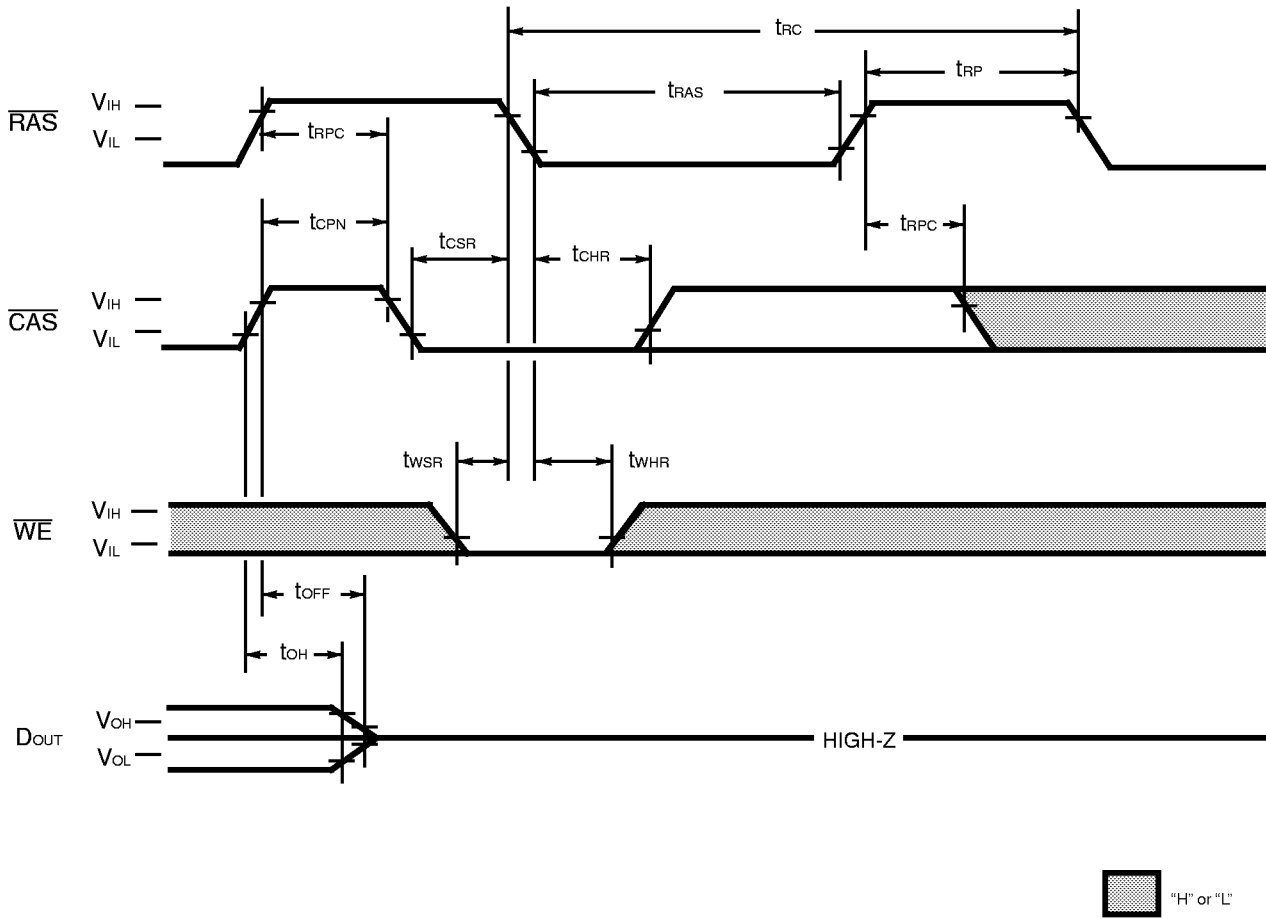 tRC
tRP
tRAS
RAS
VIH
VIL
tRPC
tCPN
tCSR
tCHR
tRPC
CAS
VIH
VIL
tWSR
tWHR
WE
VIH
VIL
tOFF
tOH
DOUT
VOH
VOL
HIGH-Z
“H” or “L”